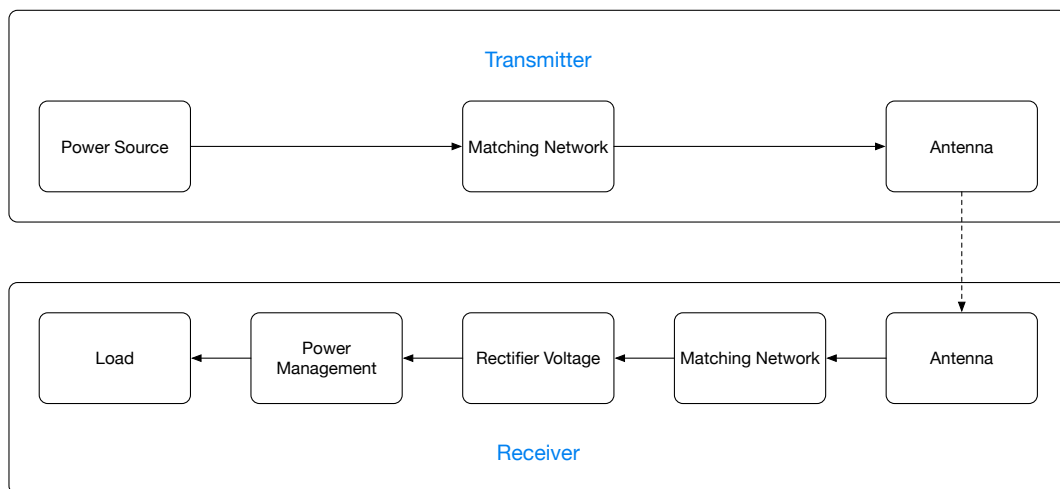 Transmitter
Power Source
Matching Network
Antenna
Load
Power
Management
Rectifier Voltage
Matching Network
Antenna
Receiver